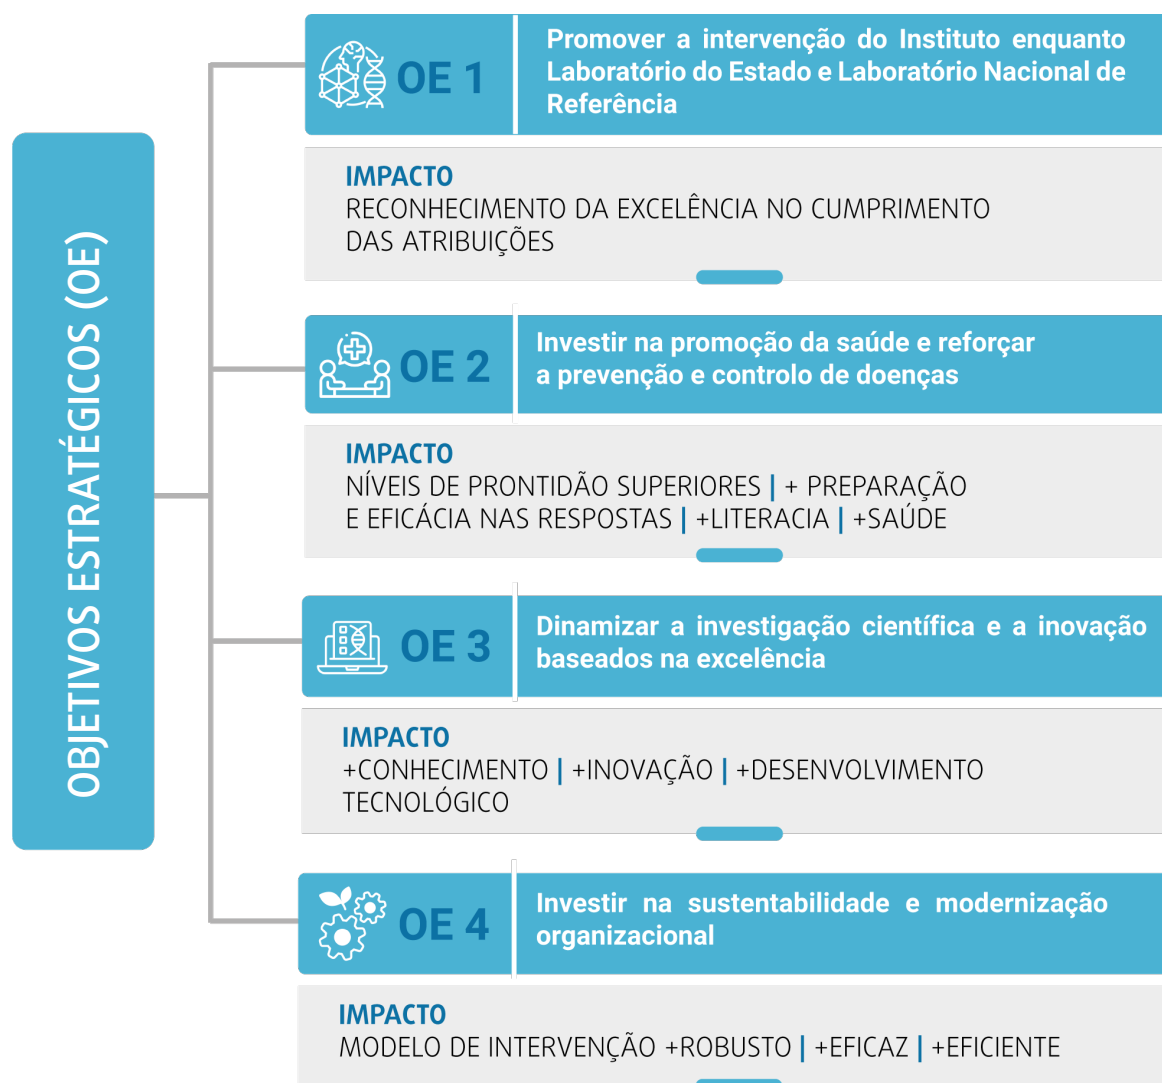 OBJETIVOS ESTRATÉGICOS (OE)
OE 1
Promover a intervenção do Instituto enquanto
Laboratório do Estado e Laboratório Nacional de
Referência
IMPACTO
RECONHECIMENTO DA EXCELÊNCIA NO CUMPRIMENTO
DAS ATRIBUIÇÕES
OE 2
Investir na promoção da saúde e reforçar
a prevenção e controlo de doenças
IMPACTO
NÍVEIS DE PRONTIDÃO SUPERIORES | + PREPARAÇÃO
E EFICÁCIA NAS RESPOSTAS | +LITERACIA | +SAÚDE
OE 3
Dinamizar a investigação científica e a inovação
baseados na excelência
IMPACTO
+CONHECIMENTO | +INOVAÇÃO | +DESENVOLVIMENTO
TECNOLÓGICO
OE 4
Investir na sustentabilidade e modernização
organizacional
IMPACTO
MODELO DE INTERVENÇÃO +ROBUSTO | +EFICAZ | +EFICIENTE